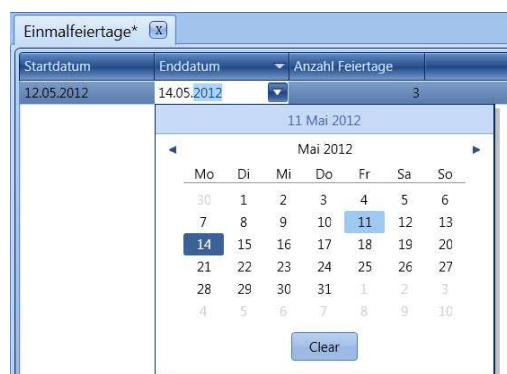 Einmalfeiertage* x
Startdatum Enddatum Anzahl Feiertage
12.05.2012 14.05.2012 3
11 Mai 2012
Mai 2012
Mo Di Mi Do Fr Sa So
30 1 2 3 4 5 6
7 8 9 10 11 12 13
14 15 16 17 18 19 20
21 22 23 24 25 26 27
28 29 30 31 1 2 3
4 5 6 7 8 9 10
Clear